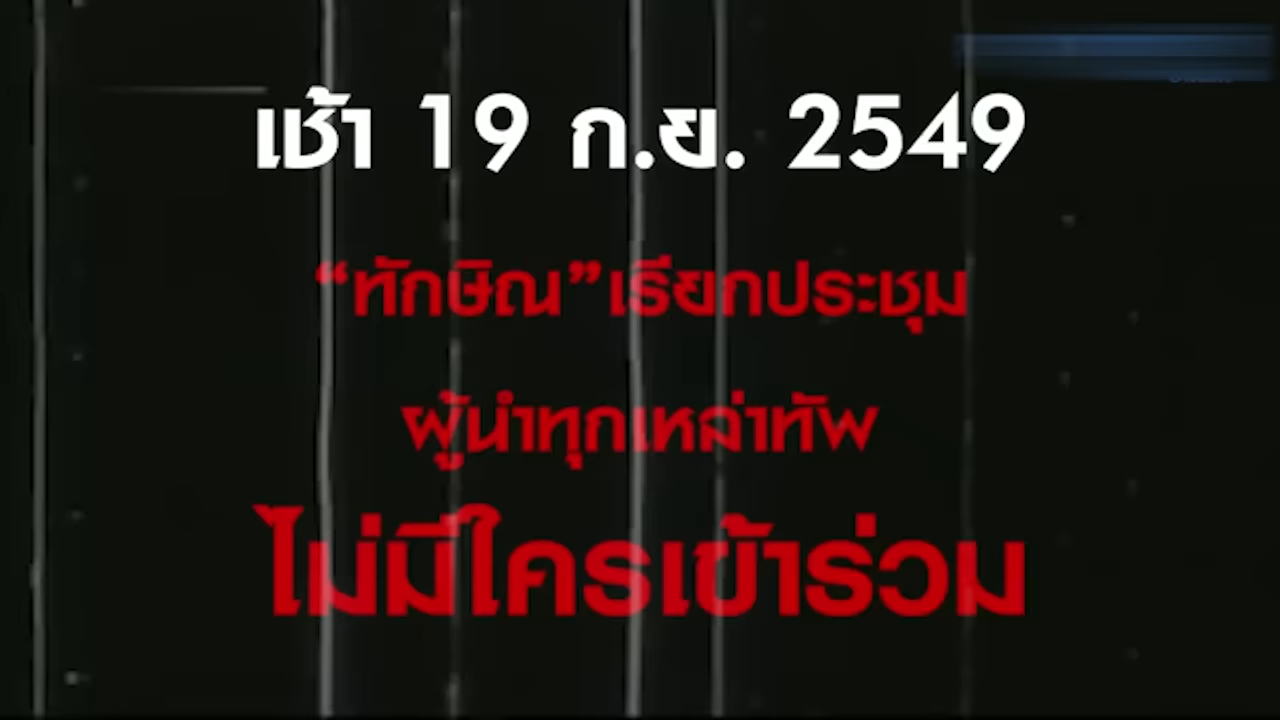 เช้า 19 ก.ย. 2549
“ทักษิณ”เรียกประชุม
ผู้นำทุกเหล่าทัพ
ไม่มีใครเข้าร่วม